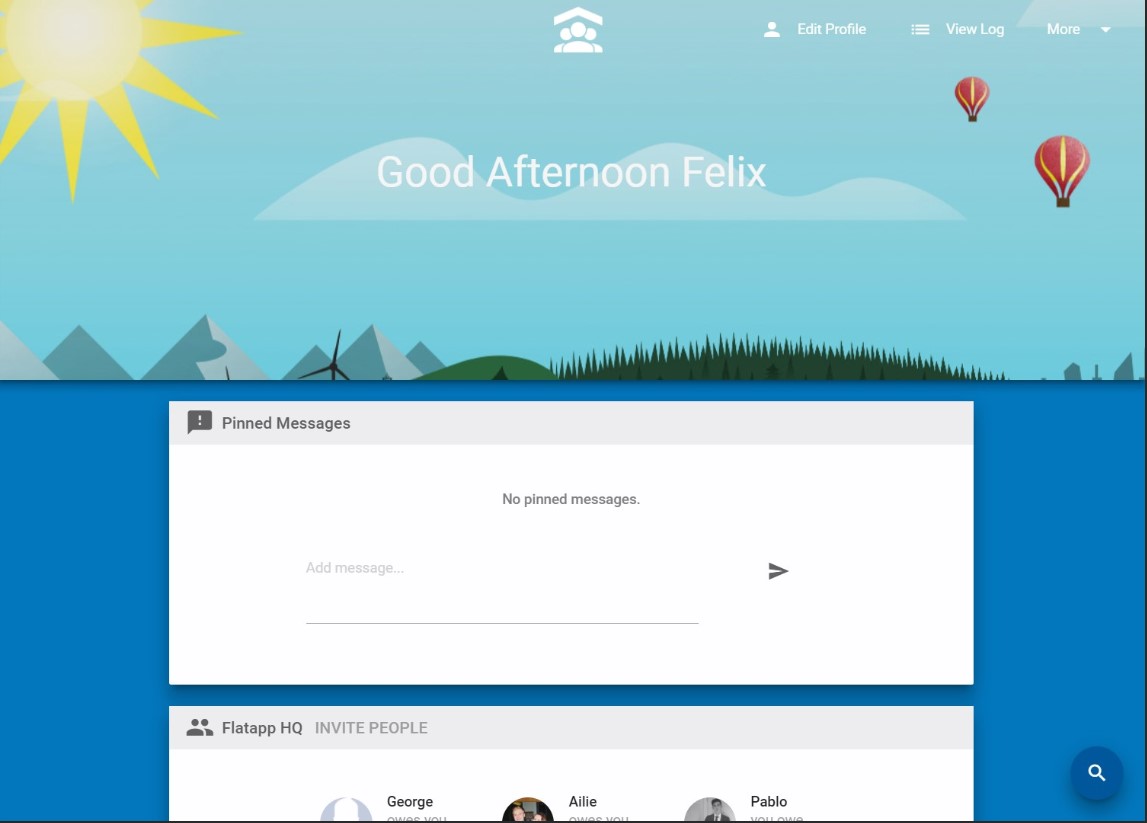 Edit Profile
View Log
More
Good Afternoon Felix
Pinned Messages
No pinned messages.
Add message...
Flatapp HQ INVITE PEOPLE
George
Ailie
Pablo
owes you
owes you
you owe